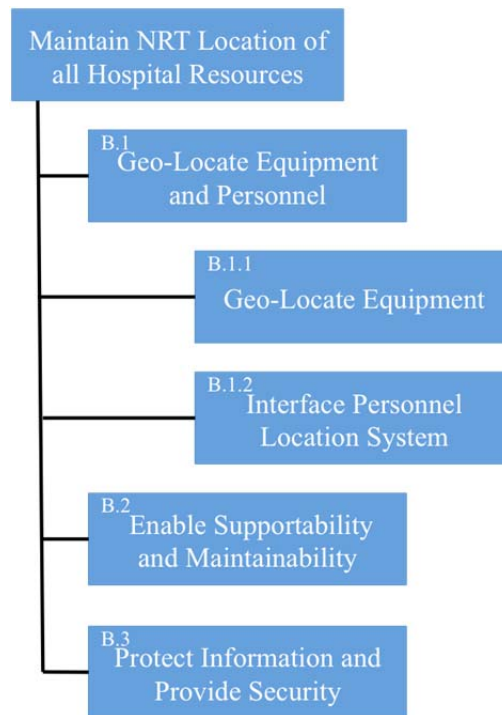 Maintain NRT Location of
all Hospital Resources
B.1
Geo-Locate Equipment
and Personnel
B.1.1
Geo-Locate Equipment
B.1.2
Interface Personnel
Location System
B.2
Enable Supportability
and Maintainability
B.3
Protect Information and
Provide Security